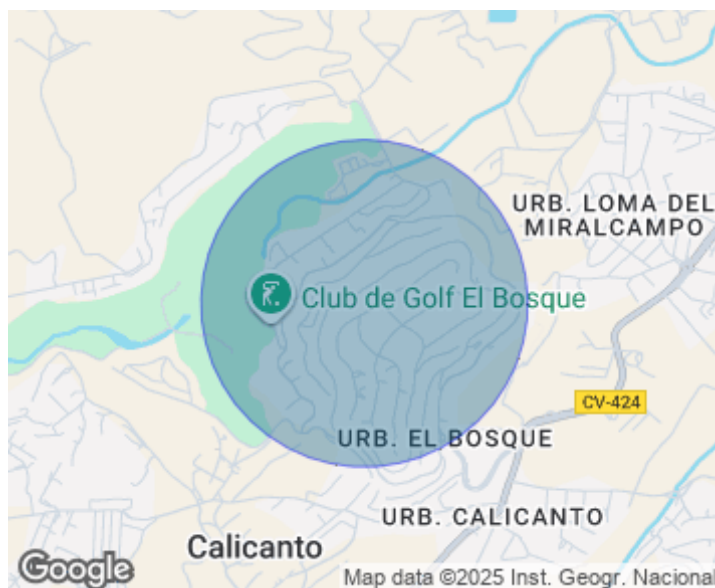 URB. LOMA DEL
MIRALCAMPO
Club de Golf El Bosque
CV-424
URB. EL BOSQUE
URB. CALICANTO
Calicanto
Google
Map data ©2025 Inst. Geogr. Nacional